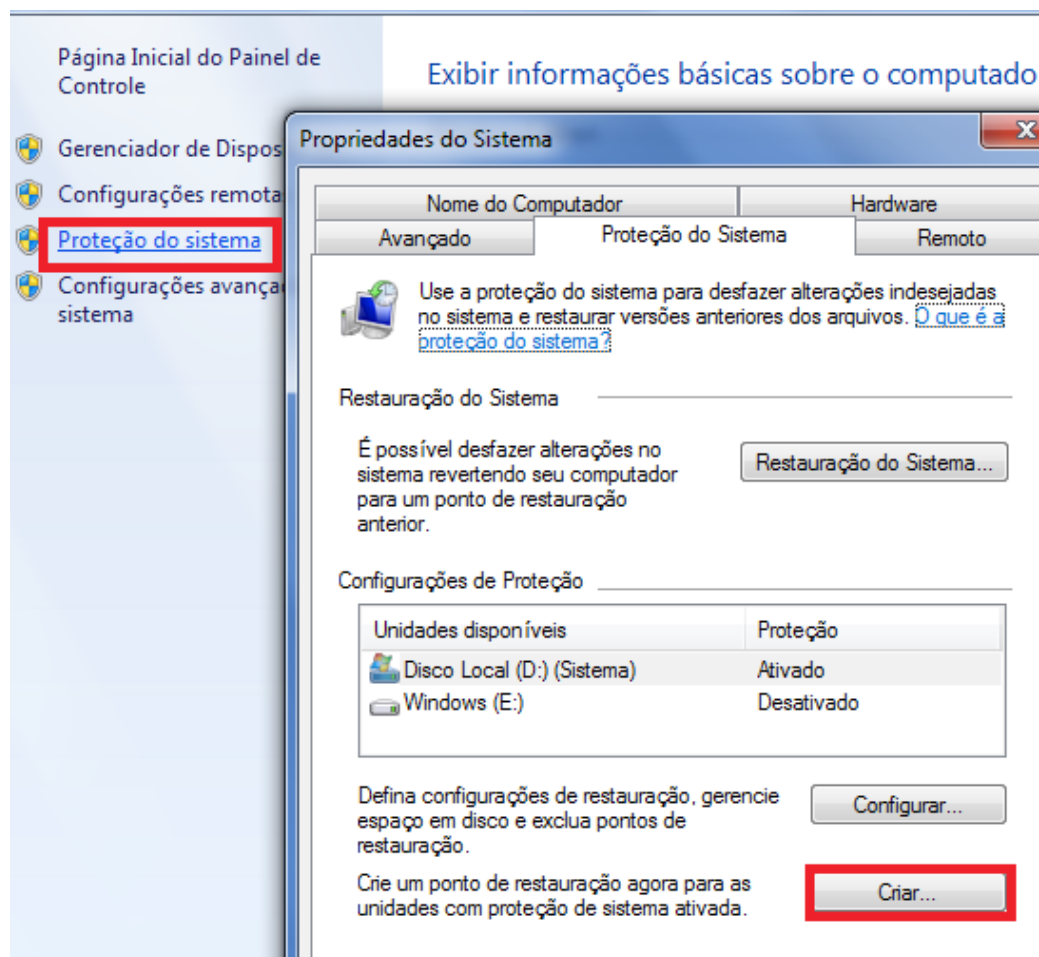 Página Inicial do Painel de
Controle
Exibir informações básicas sobre o computado
Gerenciador de Dispos
Configurações remota
Proteção do sistema
Configurações avança
sistema
Propriedades do Sistema
Nome do Computador
Hardware
Avançado
Proteção do Sistema
Remoto
Use a proteção do sistema para desfazer alterações indesejadas
no sistema e restaurar versões anteriores dos arquivos. O que é a
proteção do sistema?
Restauração do Sistema
É possível desfazer alterações no
sistema revertendo seu computador
para um ponto de restauração
anterior.
Restauração do Sistema...
Configurações de Proteção
Unidades disponíveis
Proteção
Disco Local (D:) (Sistema)
Ativado
Windows (E:)
Desativado
Defina configurações de restauração, gerencie
espaço em disco e exclua pontos de
restauração.
Configurar...
Crie um ponto de restauração agora para as
unidades com proteção de sistema ativada.
Criar...